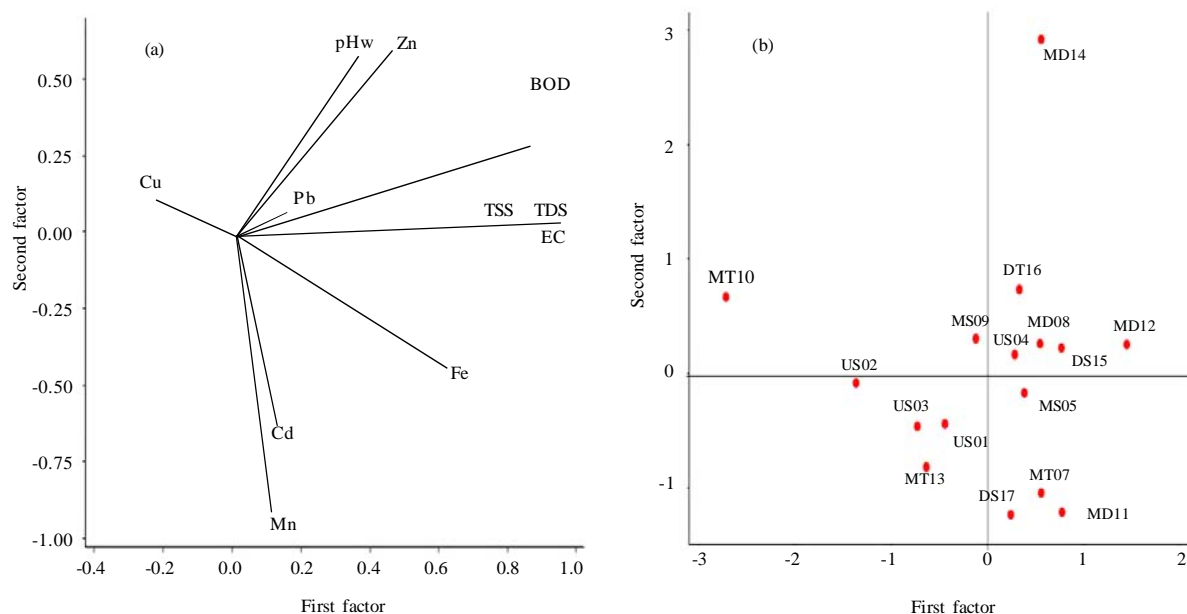 (a)
pHw
Zn
BOD
Cu
Pb
TSS TDS
EC
Fe
Cd
Mn
0.50
0.25
0.00
-0.25
-0.50
-0.75
-1.00
-0.4 -0.2 0.0 0.2 0.4 0.6 0.8 1.0
First factor
Second factor
(b)
MD14
MT10
DT16
MS09
MD08
MD12
US04
DS15
US02
MS05
US03
US01
MT13
MT07
DS17
MD11
3
2
1
0
-1
-3 -2 -1 0 1 2
First factor
Second factor